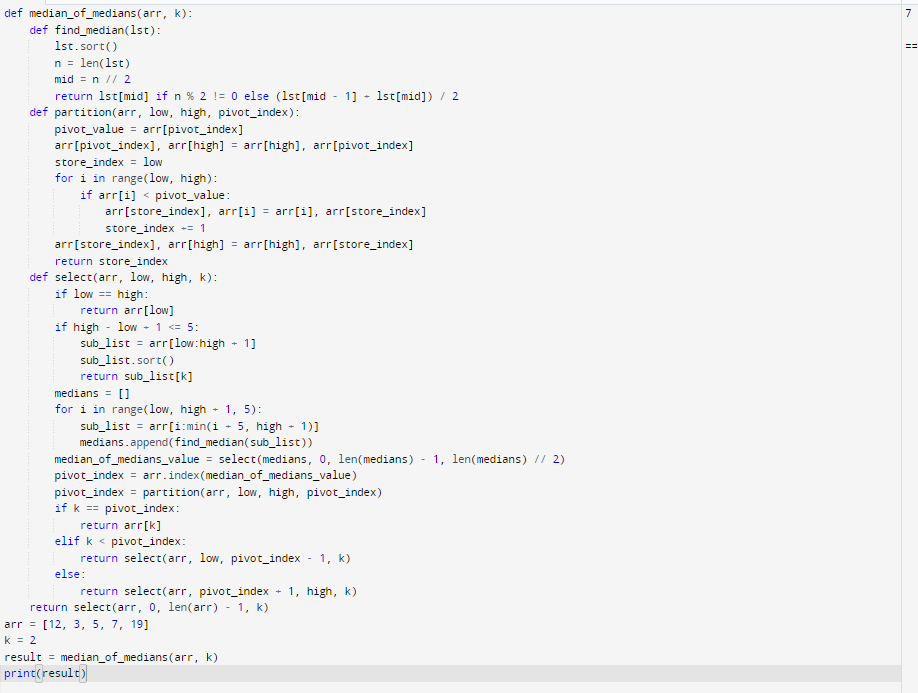 def median_of_medians(arr, k):
    def find_median(lst):
        lst.sort()
        n = len(lst)
        mid = n // 2
        return lst[mid] if n % 2 != 0 else (lst[mid - 1] + lst[mid]) / 2
    def partition(arr, low, high, pivot_index):
        pivot_value = arr[pivot_index]
        arr[pivot_index], arr[high] = arr[high], arr[pivot_index]
        store_index = low
        for i in range(low, high):
            if arr[i] < pivot_value:
                arr[store_index], arr[i] = arr[i], arr[store_index]
                store_index += 1
        arr[store_index], arr[high] = arr[high], arr[store_index]
        return store_index
    def select(arr, low, high, k):
        if low == high:
            return arr[low]
        if high - low + 1 <= 5:
            sub_list = arr[low:high + 1]
            sub_list.sort()
            return sub_list[k]
        medians = []
        for i in range(low, high + 1, 5):
            sub_list = arr[i:min(i + 5, high + 1)]
            medians.append(find_median(sub_list))
        median_of_medians_value = select(medians, 0, len(medians) - 1, len(medians) // 2)
        pivot_index = arr.index(median_of_medians_value)
        pivot_index = partition(arr, low, high, pivot_index)
        if k == pivot_index:
            return arr[k]
        elif k < pivot_index:
            return select(arr, low, pivot_index - 1, k)
        else:
            return select(arr, pivot_index + 1, high, k)
    return select(arr, 0, len(arr) - 1, k)
arr = [12, 3, 5, 7, 19]
k = 2
result = median_of_medians(arr, k)
print(result)
7
==